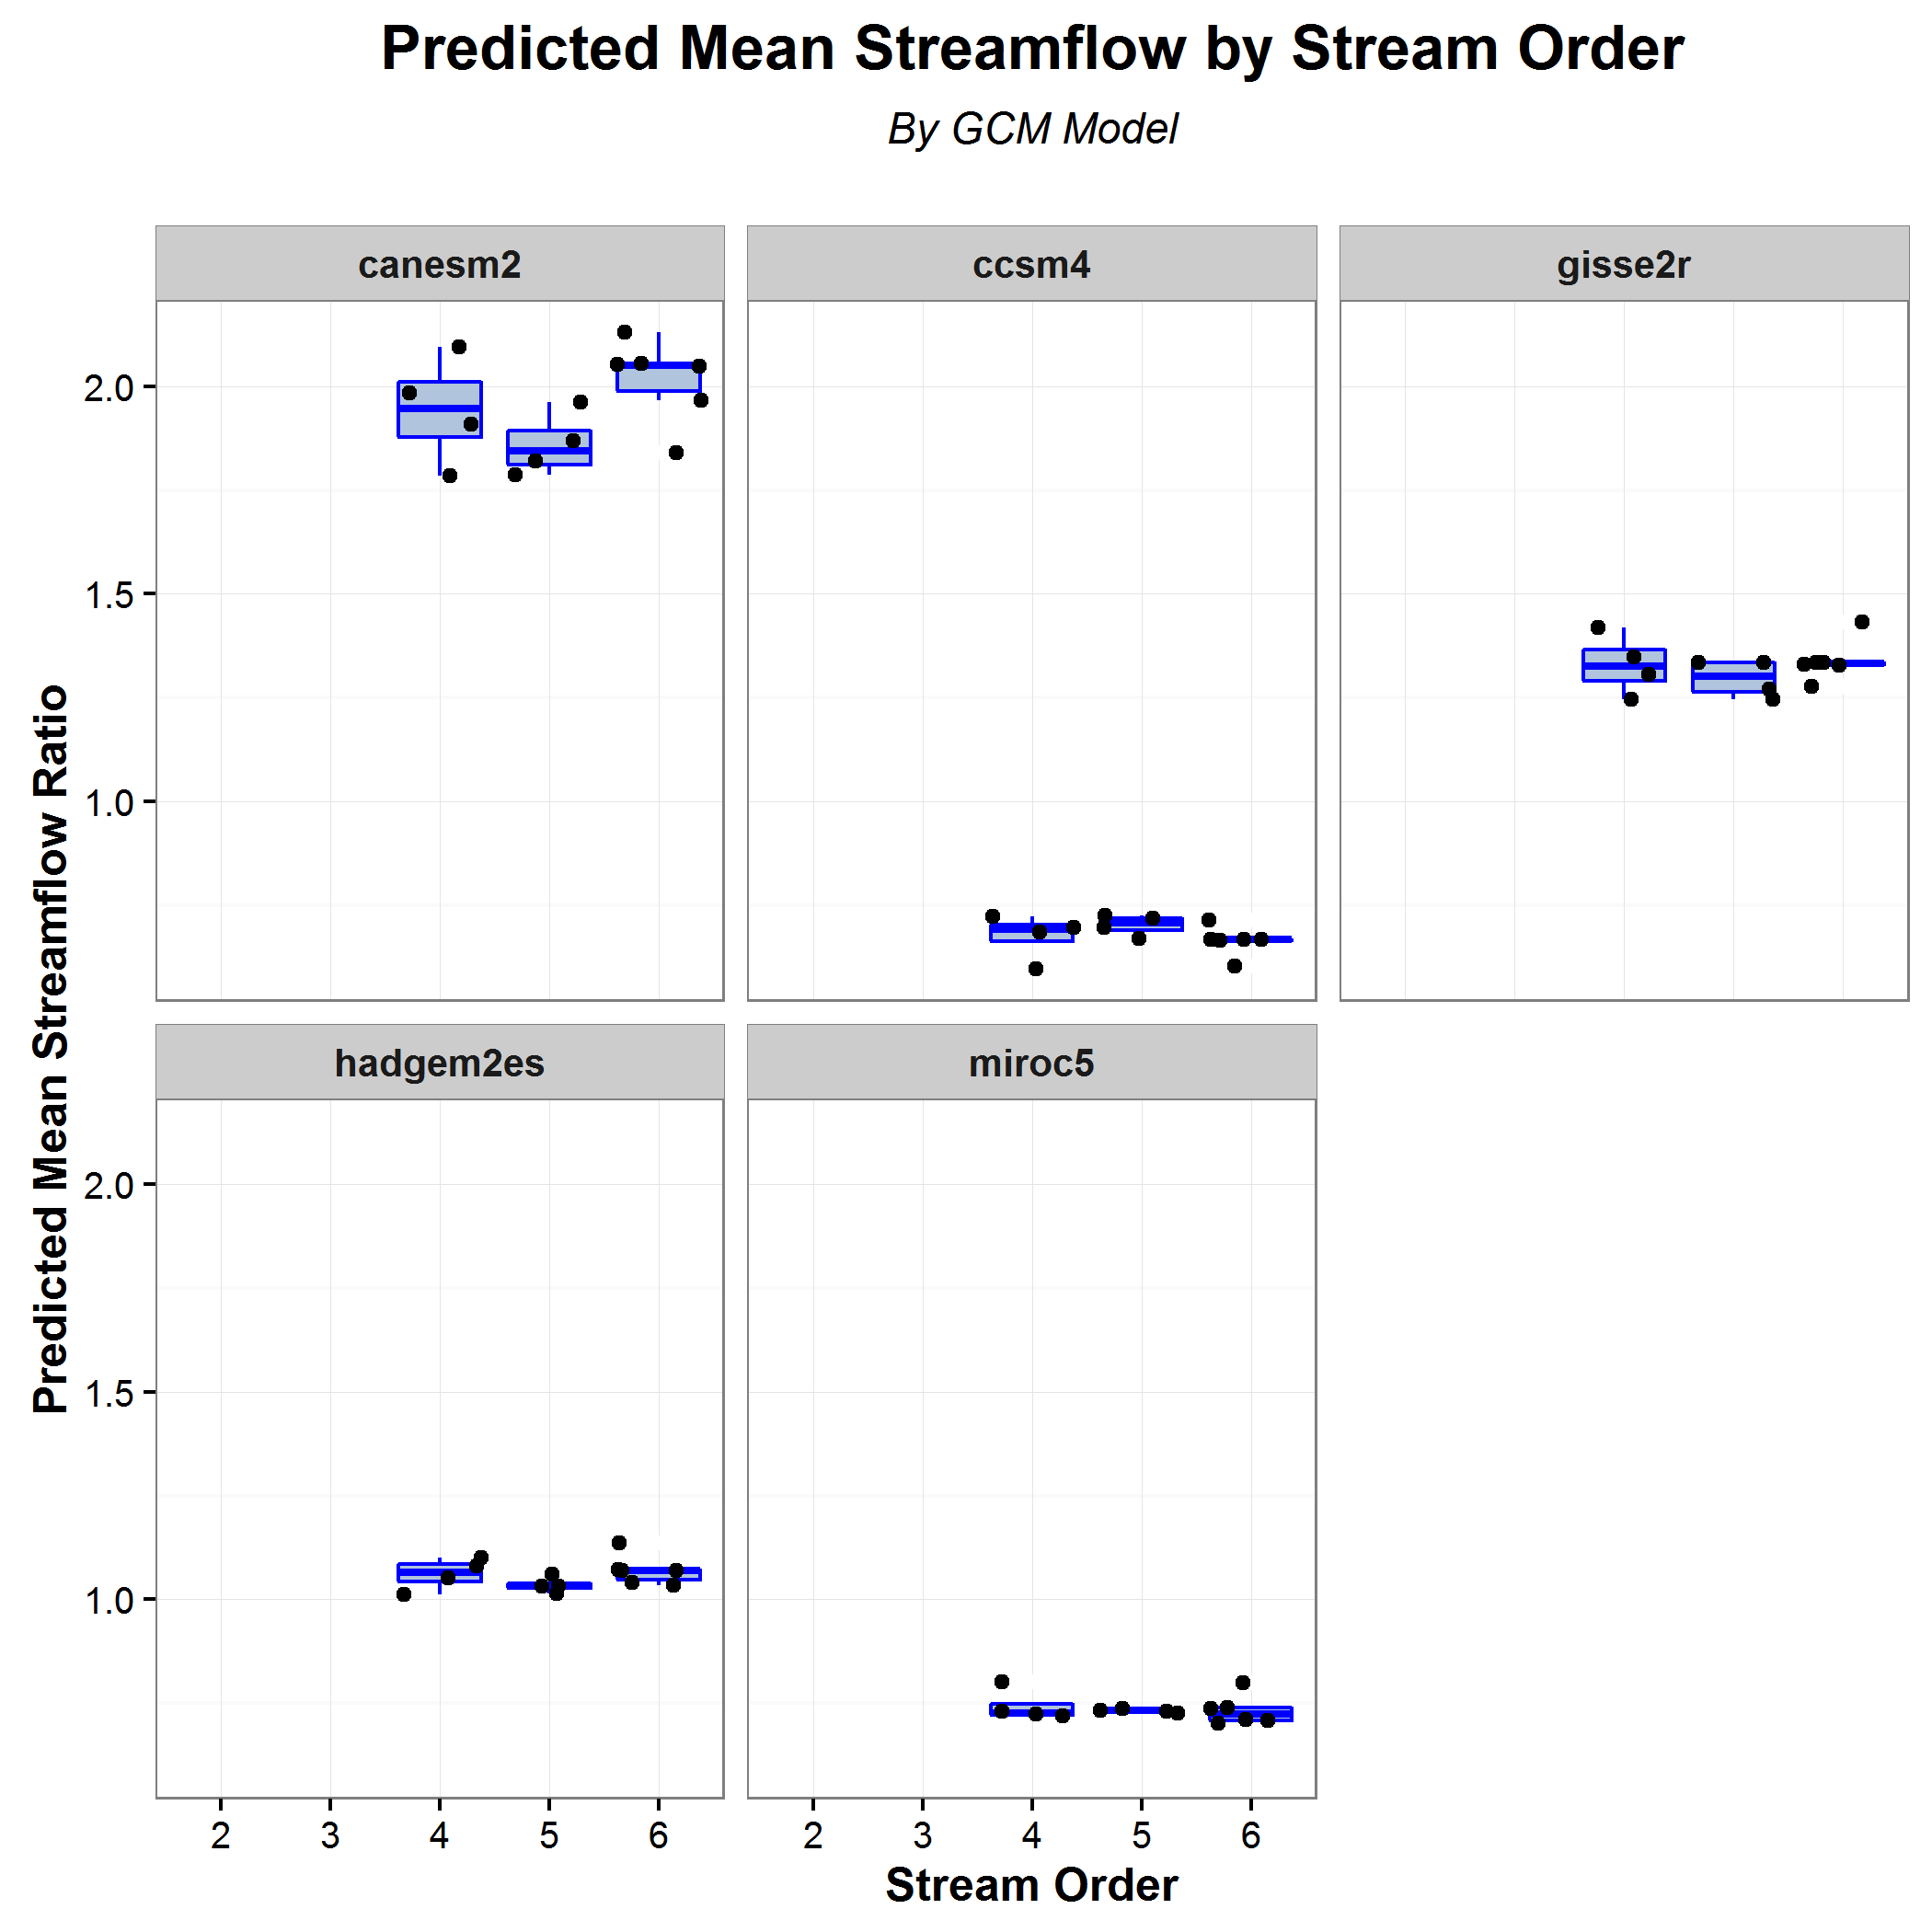 Predicted Mean Streamflow by Stream Order
By GCM Model
canesm2
ccsm4
gisse2r
2.0
1.5
1.0
Predicted Mean Streamflow Ratio
hadgem2es
miroc5
2.0
1.5
1.0
2 3 4 5 6
2 3 4 5 6
Stream Order